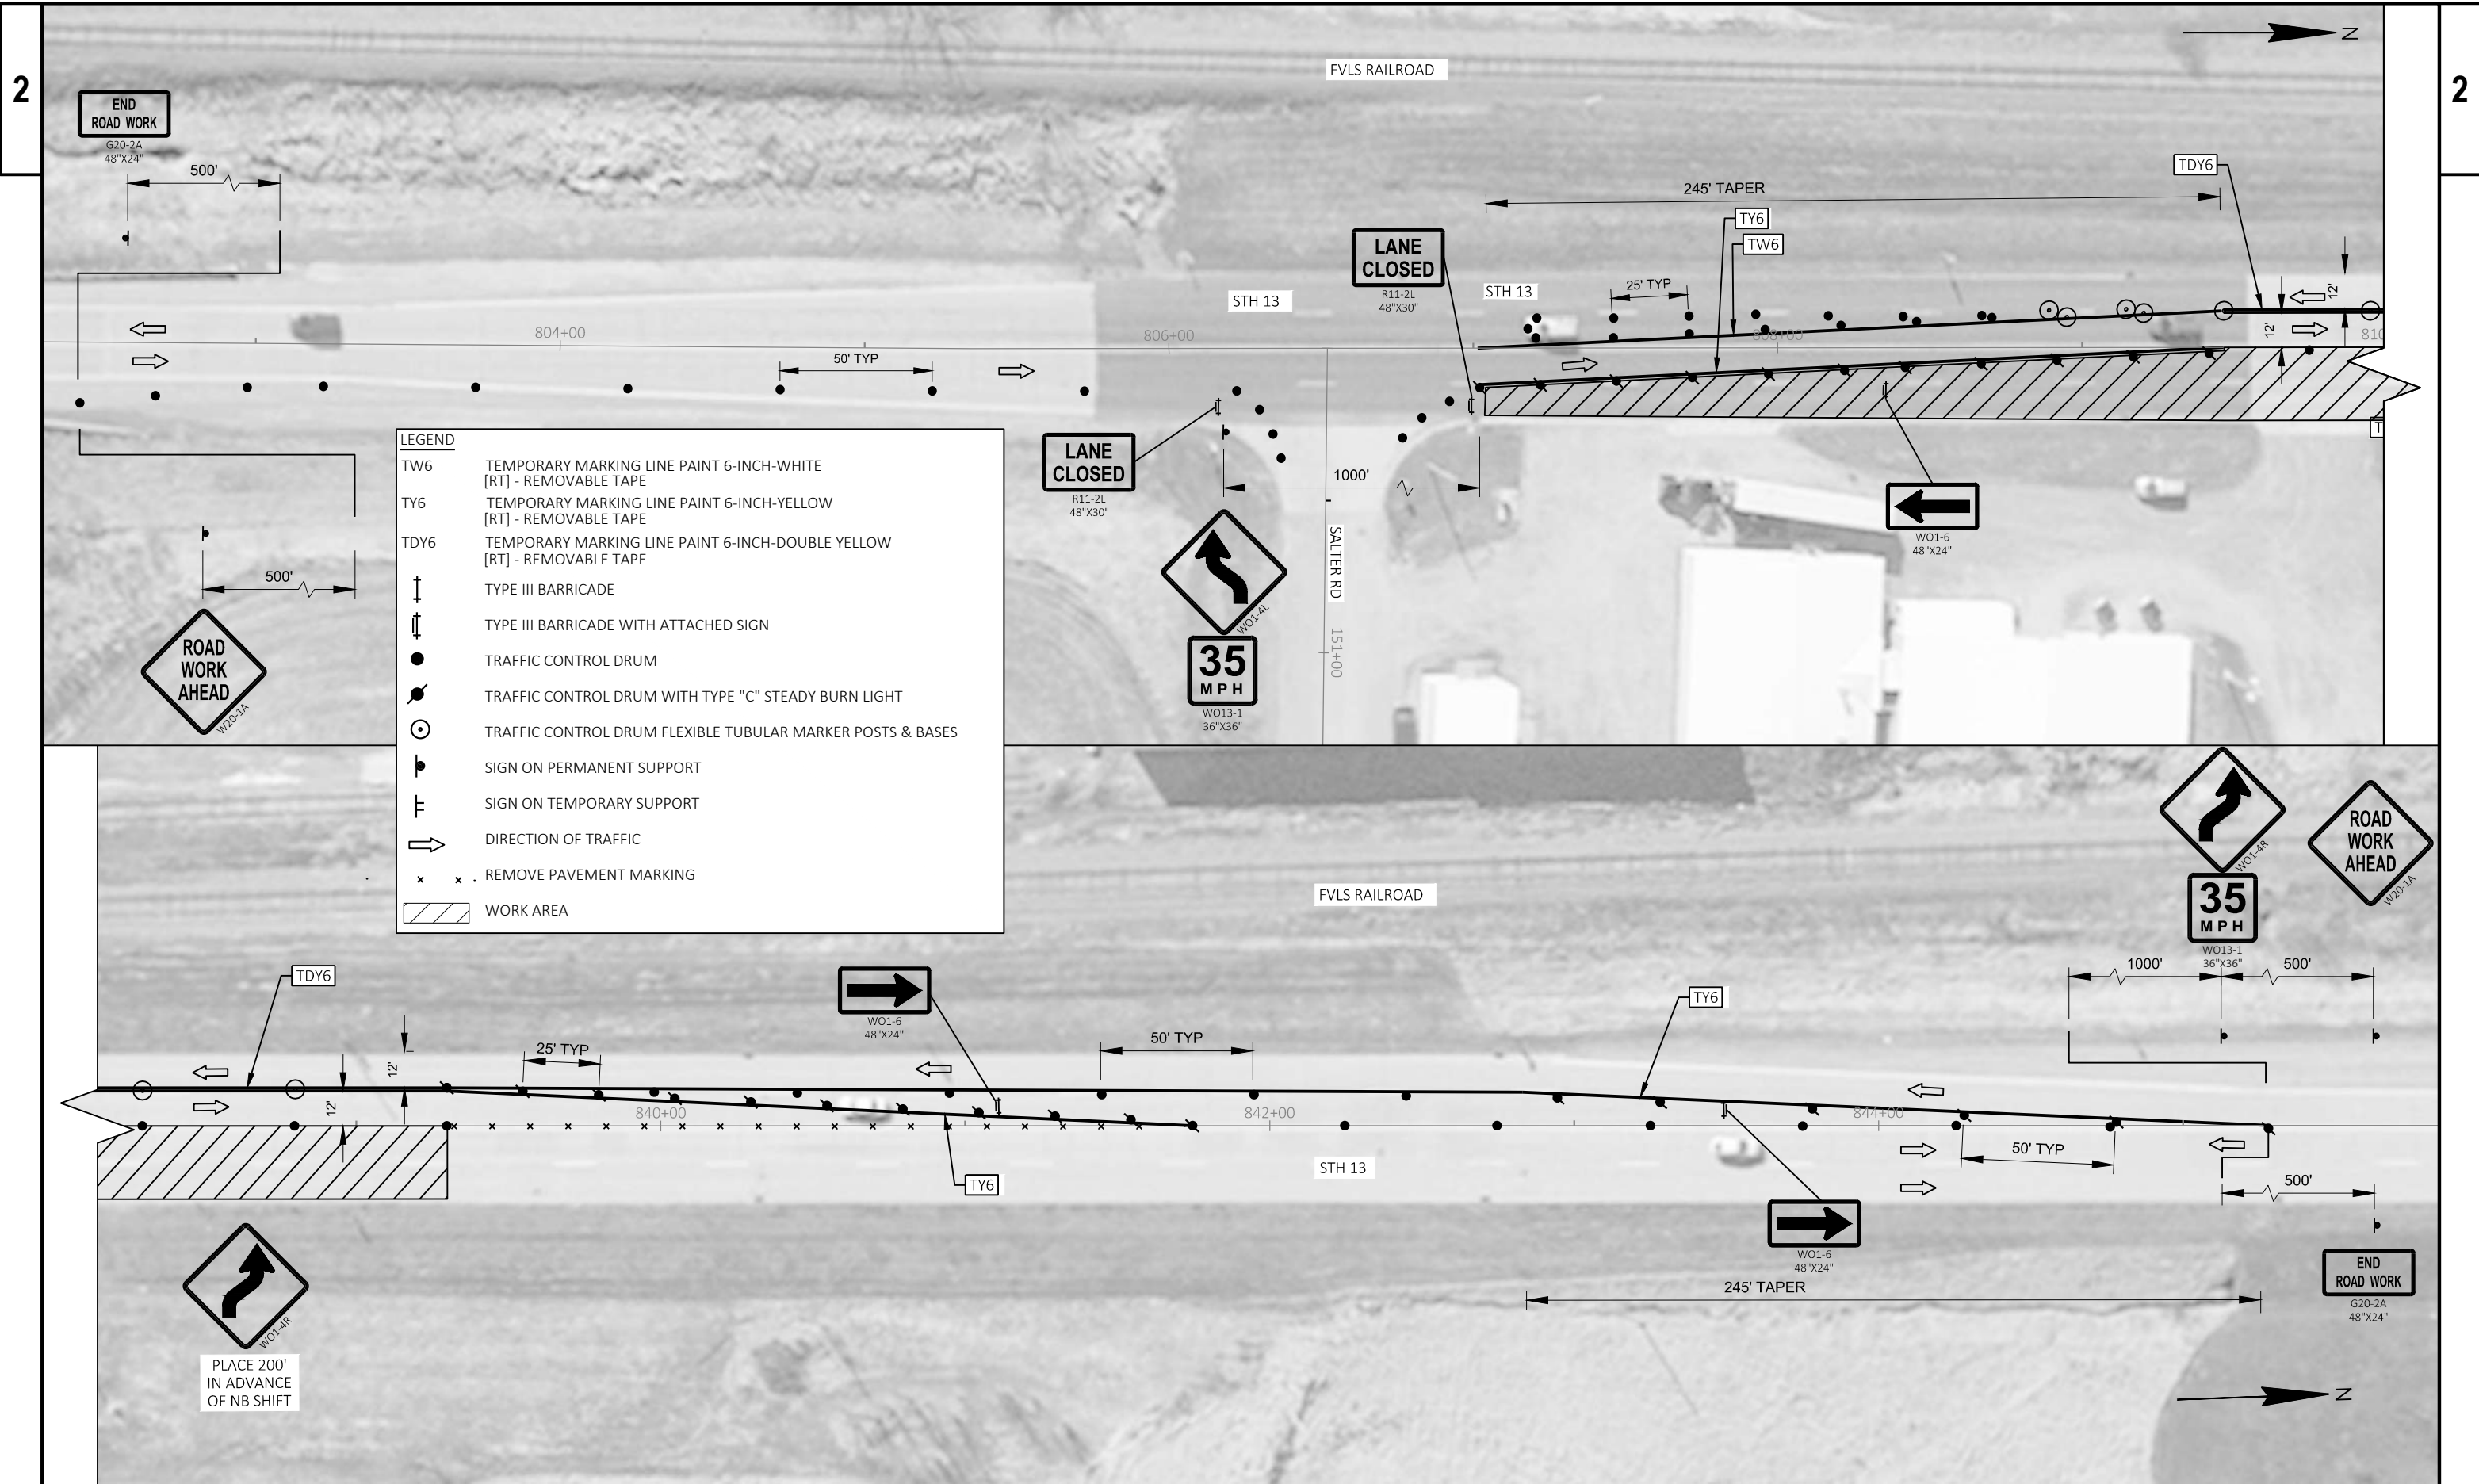 2
2
N
FVLS RAILROAD
END
ROAD WORK
G20-2A
48"X24"
500'
TDY6
245' TAPER
TY6
TW6
LANE
CLOSED
R11-2L
48"X30"
STH 13
STH 13
25' TYP
12'
12'
804+00
806+00
808+00
810
50' TYP
LANE
CLOSED
R11-2L
48"X30"
1000'
T
WO1-6
48"X24"
SALTER RD
151+00
WO1-4L
35
MPH
WO13-1
36"X36"
500'
ROAD
WORK
AHEAD
W20-1A
LEGEND
TW6 TEMPORARY MARKING LINE PAINT 6-INCH-WHITE
[RT] - REMOVABLE TAPE
TY6 TEMPORARY MARKING LINE PAINT 6-INCH-YELLOW
[RT] - REMOVABLE TAPE
TDY6 TEMPORARY MARKING LINE PAINT 6-INCH-DOUBLE YELLOW
[RT] - REMOVABLE TAPE
TYPE III BARRICADE
TYPE III BARRICADE WITH ATTACHED SIGN
TRAFFIC CONTROL DRUM
TRAFFIC CONTROL DRUM WITH TYPE "C" STEADY BURN LIGHT
TRAFFIC CONTROL DRUM FLEXIBLE TUBULAR MARKER POSTS & BASES
SIGN ON PERMANENT SUPPORT
SIGN ON TEMPORARY SUPPORT
DIRECTION OF TRAFFIC
REMOVE PAVEMENT MARKING
WORK AREA
FVLS RAILROAD
WO1-4R
35
MPH
WO13-1
36"X36"
ROAD
WORK
AHEAD
W20-1A
1000'
500'
TDY6
WO1-6
48"X24"
TY6
12'
12'
25' TYP
50' TYP
840+00
842+00
844+00
TY6
STH 13
50' TYP
500'
WO1-6
48"X24"
245' TAPER
END
ROAD WORK
G20-2A
48"X24"
WO1-4R
PLACE 200'
IN ADVANCE
OF NB SHIFT
N